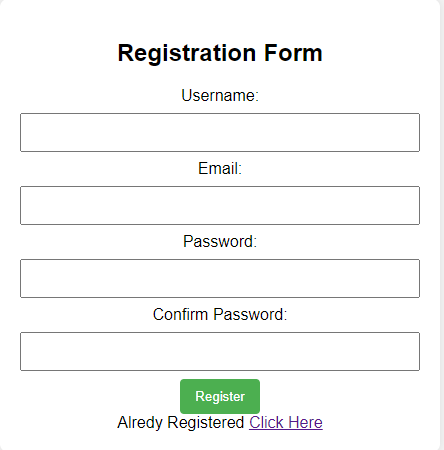 Registration Form
Username:
Email:
Password:
Confirm Password:
Register
Alredy Registered Click Here